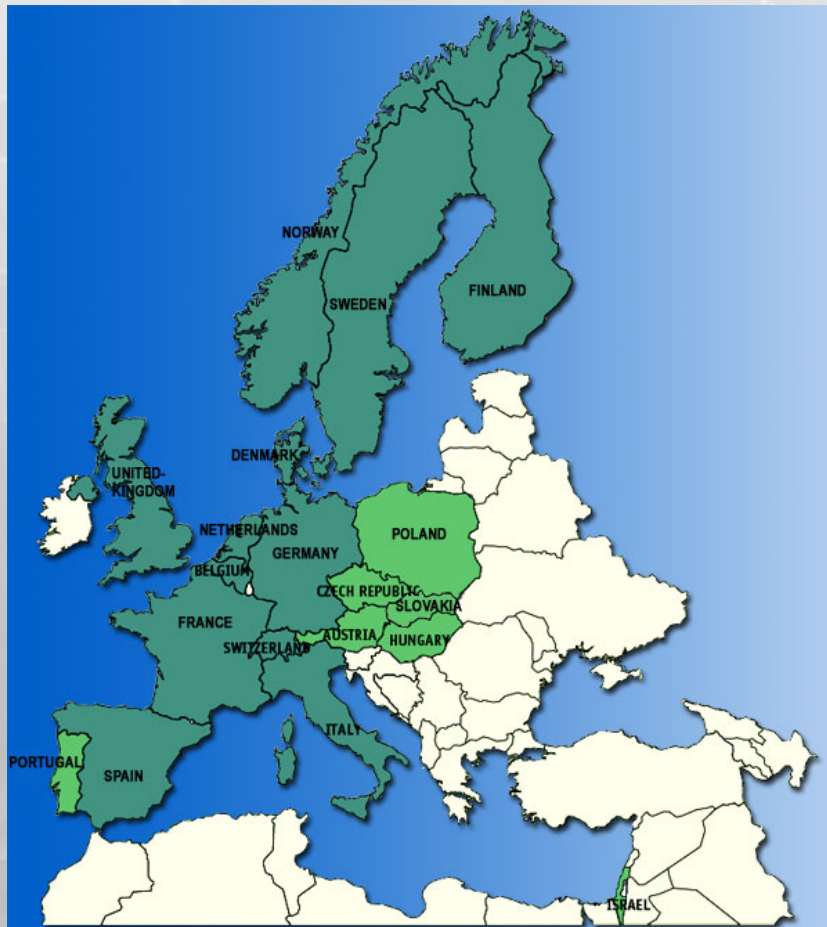 NORWAY
SWEDEN
FINLAND
DENMARK
UNITED-
KINGDOM
NETHERLANDS
BELGIUM
GERMANY
POLAND
CZECH REPUBLIC
SLOVAKIA
FRANCE
SWITZERLAND
AUSTRIA
HUNGARY
ITALY
PORTUGAL
SPAIN
ISRAEL